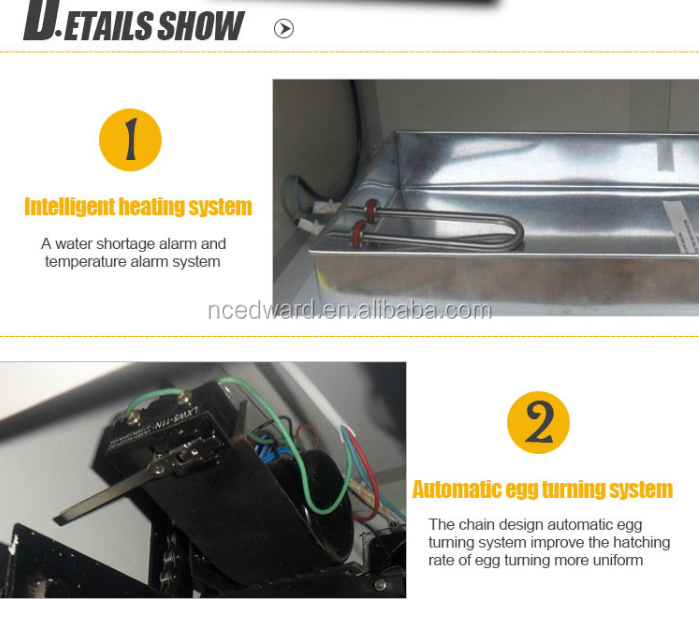 D.ETAILS SHOW
1
Intelligent heating system
A water shortage alarm and
temperature alarm system
ncedward.en.alibaba.com
LXW5-11N1
2
Automatic egg turning system
The chain design automatic egg
turning system improve the hatching
rate of egg turning more uniform